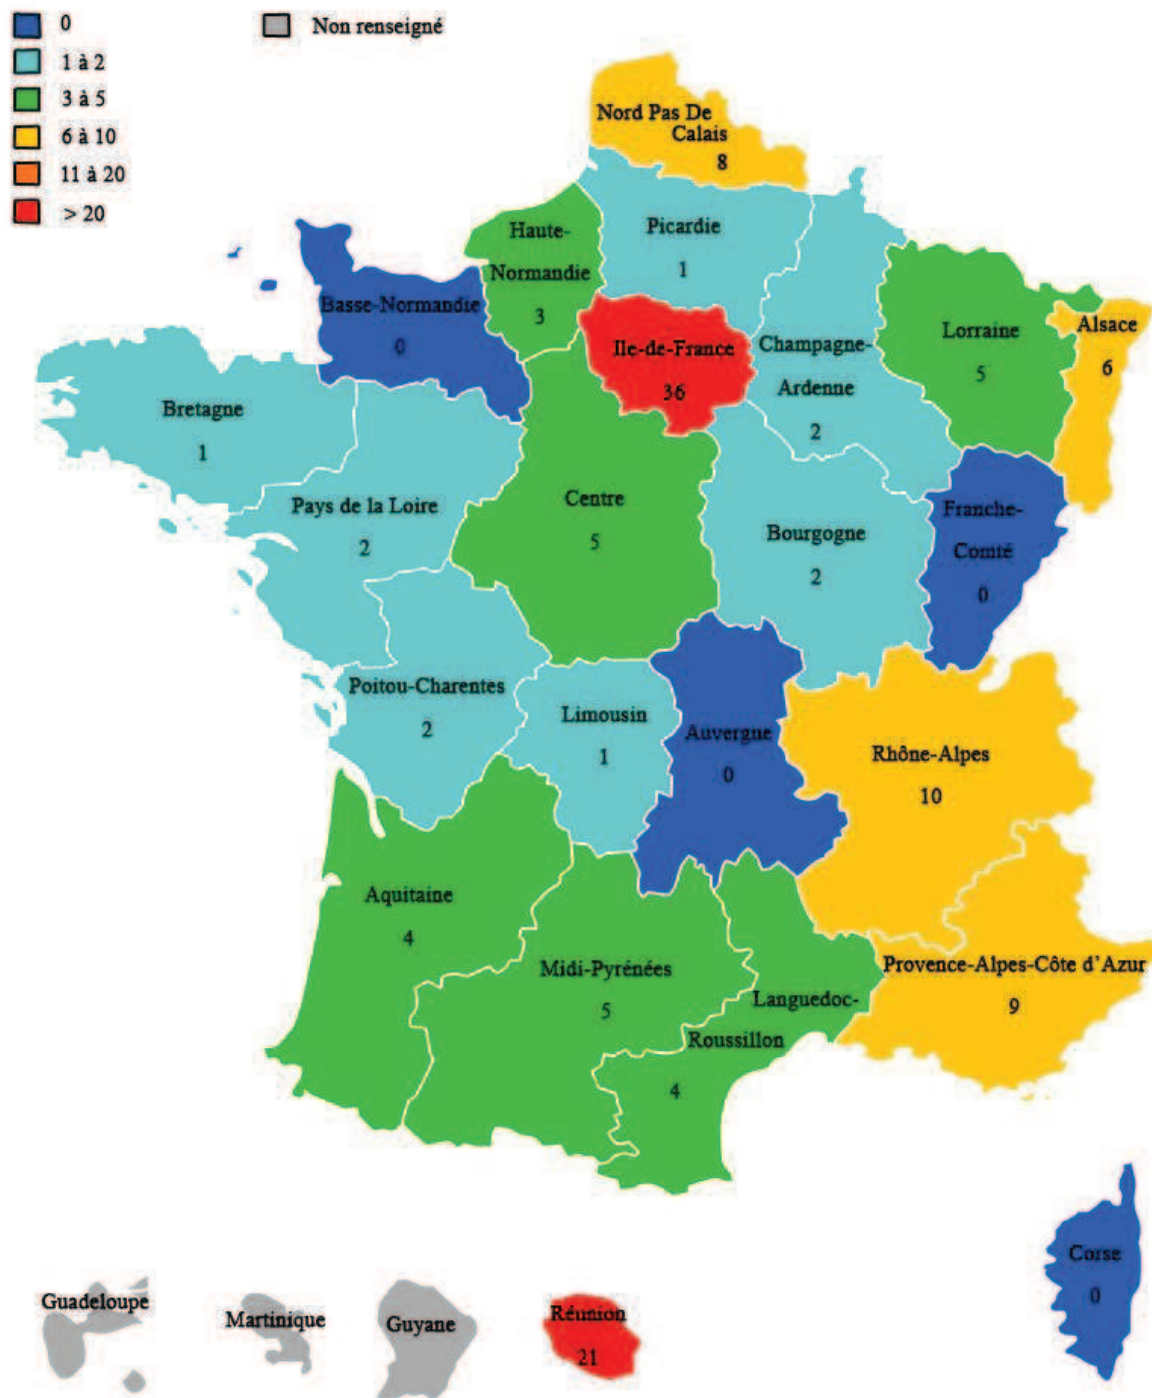 0
Non renseigné
1 à 2
3 à 5
6 à 10
11 à 20
> 20
Nord Pas De
Calais
8
Haute-
Normandie
3
Picardie
1
Basse-Normandie
0
Ile-de-France
36
Champagne-
Ardenne
2
Lorraine
5
Alsace
6
Bretagne
1
Pays de la Loire
2
Centre
5
Bourgogne
2
Franche-
Comté
0
Poitou-Charentes
2
Limousin
1
Auvergne
0
Rhône-Alpes
10
Aquitaine
4
Midi-Pyrénées
5
Languedoc-
Roussillon
4
Provence-Alpes-Côte d’Azur
9
Corse
0
Guadeloupe
Martinique
Guyane
Réunion
21